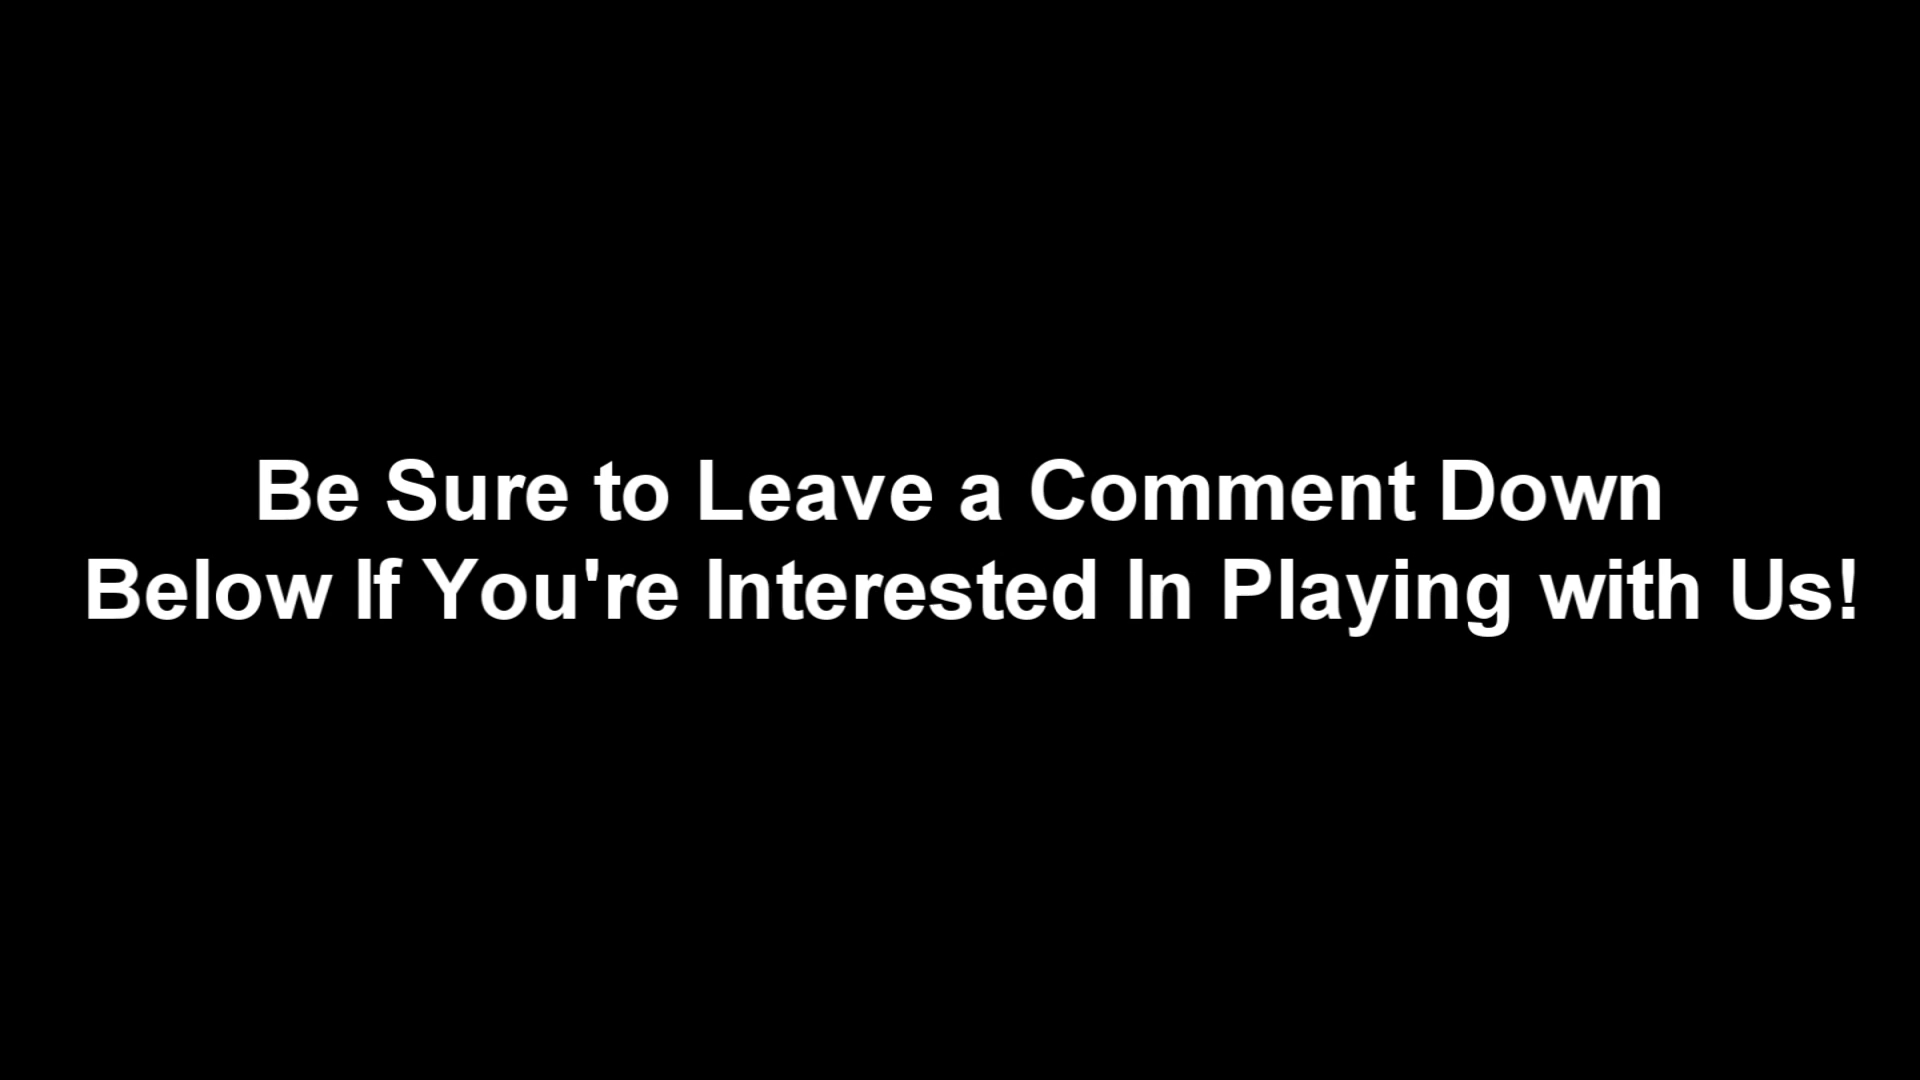 Be Sure to Leave a Comment Down
Below If You're Interested In Playing with Us!